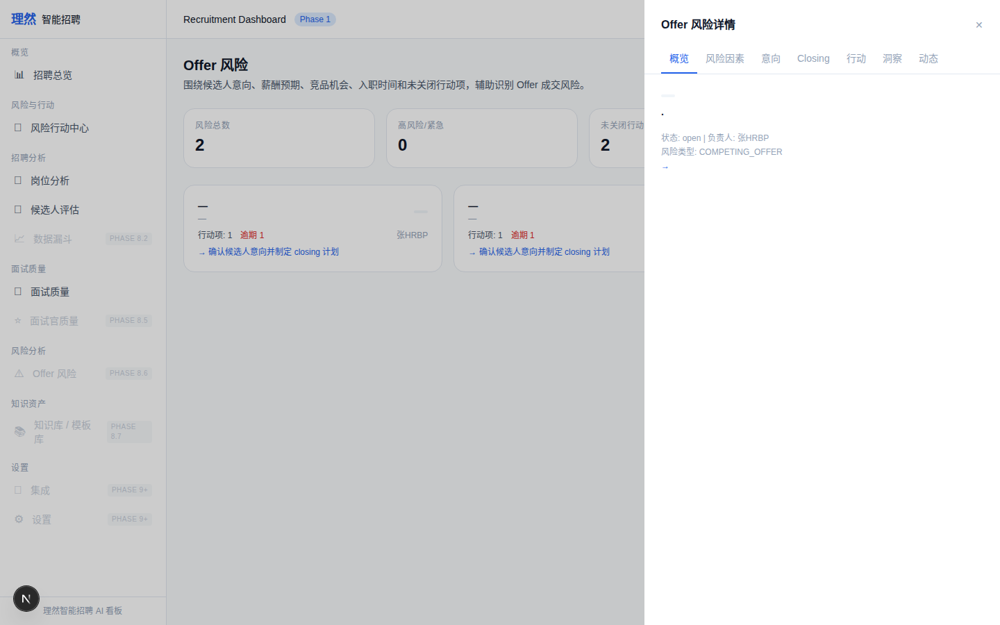 理然 智能招聘
概览
招聘总览
风险与行动
风险行动中心
招聘分析
岗位分析
候选人评估
数据漏斗 PHASE 8.2
面试质量
面试质量
面试官质量 PHASE 8.5
风险分析
Offer 风险 PHASE 8.6
知识资产
知识库 / 模板
库
PHASE
8.7
设置
集成 PHASE 9+
设置 PHASE 9+
理然智能招聘 AI 看板
Recruitment Dashboard Phase 1
Offer 风险
围绕候选人意向、薪酬预期、竞品机会、入职时间和未关闭行动项，辅助识别 Offer 成交风险。
风险总数
2
高风险/紧急
0
未关闭行动
2
—
—
行动项: 1 逾期 1 张HRBP
→ 确认候选人意向并制定 closing 计划
—
—
行动项: 1 逾期 1
→ 确认候选人意向并制定 closing 计划
Offer 风险详情 ×
概览 风险因素 意向 Closing 行动 洞察 动态
·
状态: open | 负责人: 张HRBP
风险类型: COMPETING_OFFER
→